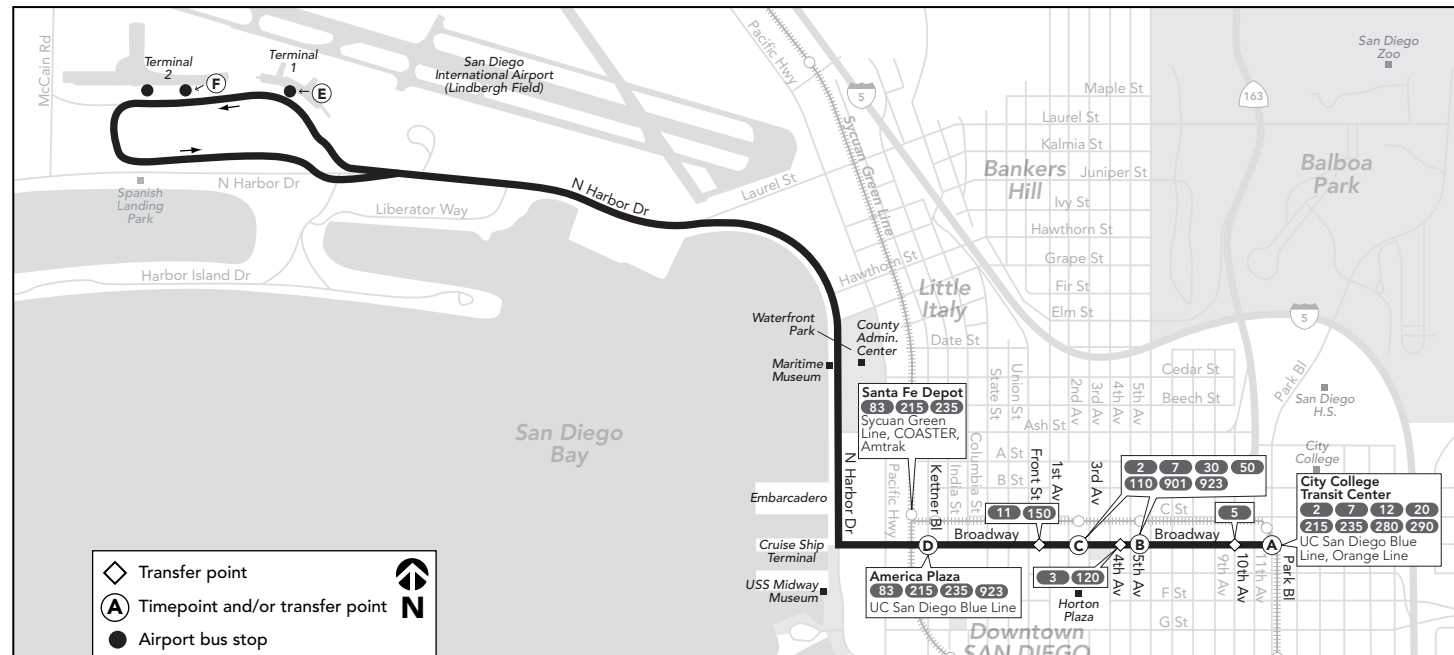 McCain Rd
Terminal
2
F
Terminal
1
E
San Diego
International Airport
(Lindbergh Field)
Pacific Hwy
5
Sycuan Green Line
163
San Diego
Zoo
Maple St
Laurel St
Kalmia St
Bankers
Hill
Juniper St
Balboa
Park
Ivy St
Hawthorn St
Grape St
Fir St
Elm St
Spanish
Landing
Park
N Harbor Dr
Liberator Way
N Harbor Dr
Laurel St
Harbor Island Dr
Hawthorn St
Little
Italy
5
Waterfront
Park
County
Admin.
Center
Date St
Maritime
Museum
State St
Union St
2nd Av
3rd Av
4th Av
5th Av
Cedar St
Beech St
Park Bl
San Diego
H.S.
Santa Fe Depot
83 215 235
Sycuan Green
Line, COASTER,
Amtrak
Ash St
San Diego
Bay
A St
B St
City
College
N Harbor Dr
Pacific Hwy
Kettner Bl
India St
Columbia St
Front St
1st Av
3rd Av
2 7 30 50
110 901 923
City College
Transit Center
2 7 12 20
215 235 280 290
UC San Diego Blue
Line, Orange Line
Embarcadero
11 150
C St
5
D
Broadway
C
B
Broadway
A
Cruise Ship
Terminal
America Plaza
83 215 235 923
UC San Diego Blue Line
3 120
4th Av
5th Av
9th Av
10th Av
11th Av
Park Bl
USS Midway
Museum
Horton
Plaza
F St
G St
Downtown
SAN DIEGO
Transfer point
A Timepoint and/or transfer point
N
Airport bus stop